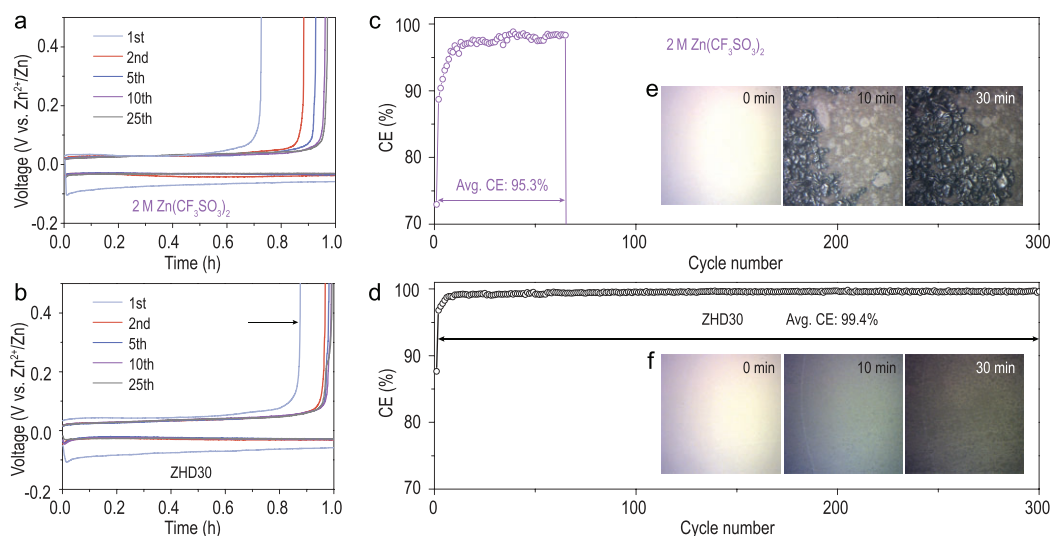 a
1st
2nd
5th
10th
25th
0.4
0.2
0.0
-0.2
Voltage (V vs. Zn²⁺/Zn)
2 M Zn(CF₃SO₃)₂
0.0 0.2 0.4 0.6 0.8 1.0
Time (h)
c
100
90
80
70
CE (%)
2 M Zn(CF₃SO₃)₂
Avg. CE: 95.3%
e
0 min
10 min
30 min
0 100 200 300
Cycle number
b
1st
2nd
5th
10th
25th
0.4
0.2
0.0
-0.2
Voltage (V vs. Zn²⁺/Zn)
ZHD30
0.0 0.2 0.4 0.6 0.8 1.0
Time (h)
d
100
90
80
70
CE (%)
ZHD30 Avg. CE: 99.4%
f
0 min
10 min
30 min
0 100 200 300
Cycle number